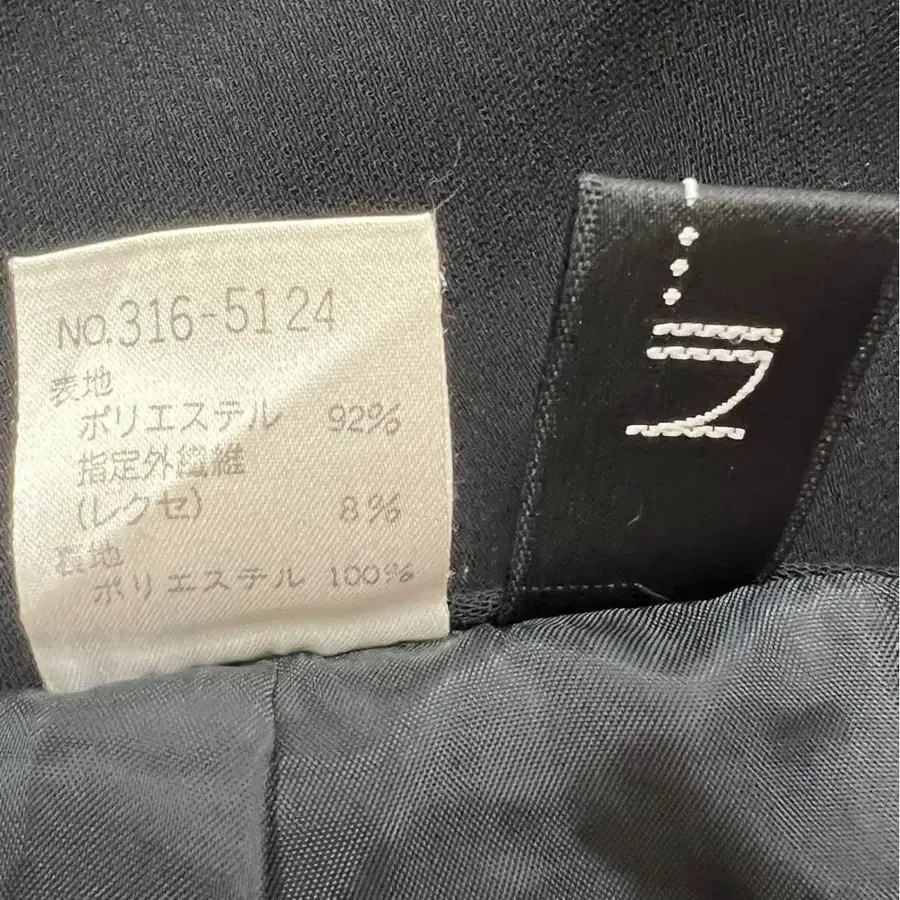 NO.316-5124
表地
ポリエステル 92%
指定外繊維
(レクセ) 8%
表地
ポリエステル 100%